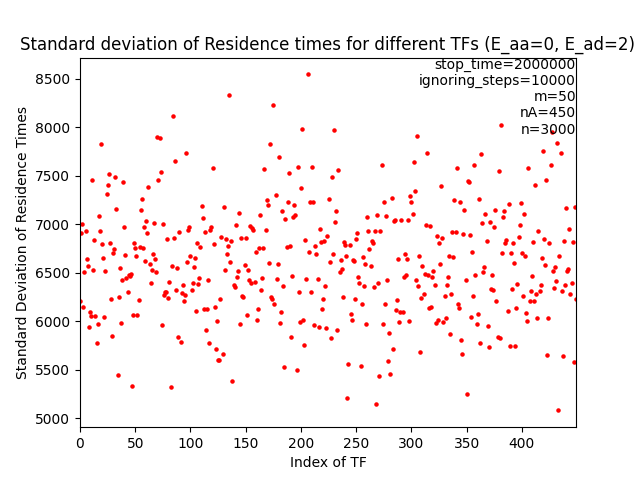 Standard deviation of Residence times for different TFs (E_aa=0, E_ad=2)
stop_time=2000000
ignoring_steps=10000
m=50
nA=450
n=3000
Standard Deviation of Residence Times
8500
8000
7500
7000
6500
6000
5500
5000
0 50 100 150 200 250 300 350 400
Index of TF